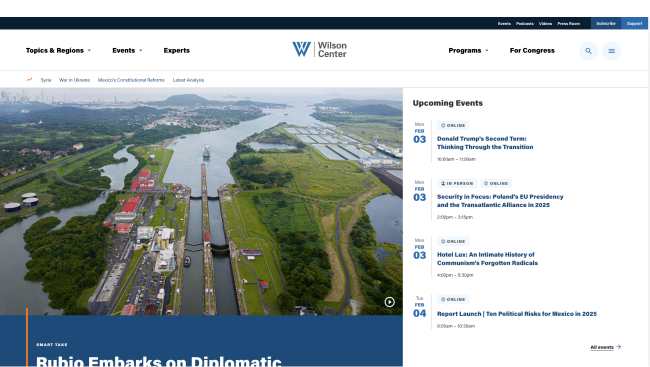 Events Podcasts Videos Press Room Subscribe Support
Topics & Regions Events Experts
Wilson
Center
Programs For Congress
Syria War in Ukraine Mexico's Constitutional Reforms Latest Analysis
Upcoming Events
Mon
FEB
03
ONLINE
Donald Trump's Second Term:
Thinking Through the Transition
10:00am – 11:00am
Mon
FEB
03
IN PERSON ONLINE
Security in Focus: Poland's EU Presidency
and the Transatlantic Alliance in 2025
2:00pm – 3:15pm
Mon
FEB
03
ONLINE
Hotel Lux: An Intimate History of
Communism's Forgotten Radicals
4:00pm – 5:30pm
Tue
FEB
04
ONLINE
Report Launch | Ten Political Risks for Mexico in 2025
9:00am – 10:30am
All events
SMART TAKE
Rubio Embarks on Diplomatic